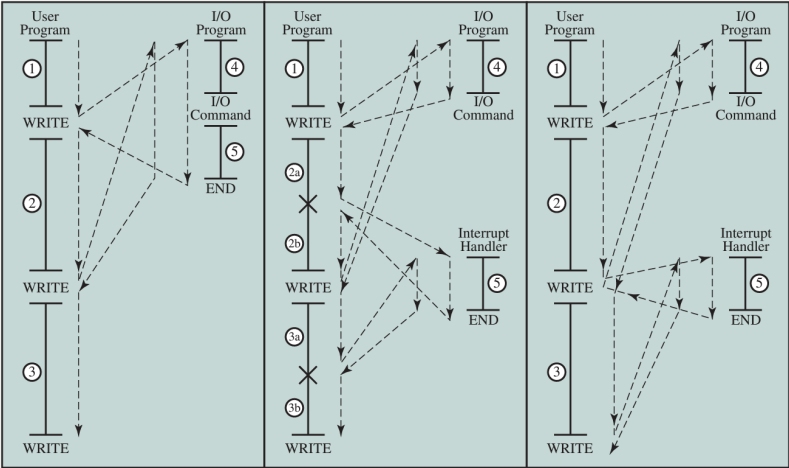 User
Program
I/O
Program
1
4
WRITE
I/O
Command
5
END
2
WRITE
3
WRITE
User
Program
I/O
Program
1
4
WRITE
I/O
Command
2a
2b
Interrupt
Handler
5
END
WRITE
3a
3b
WRITE
User
Program
I/O
Program
1
4
WRITE
I/O
Command
2
Interrupt
Handler
5
END
WRITE
3
WRITE